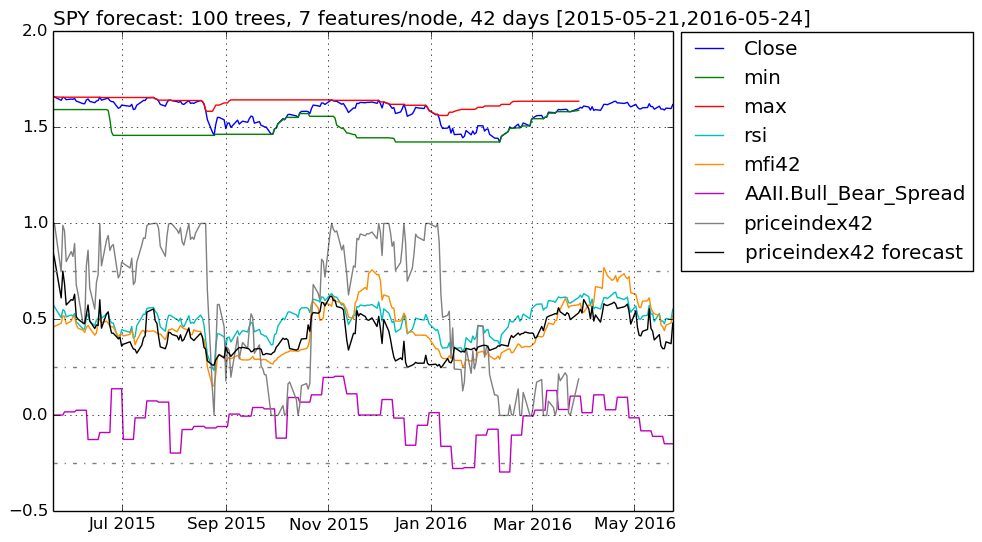 SPY forecast: 100 trees, 7 features/node, 42 days [2015-05-21,2016-05-24]
2.0
1.5
1.0
0.5
0.0
−0.5
Jul 2015 Sep 2015 Nov 2015 Jan 2016 Mar 2016 May 2016
Close
min
max
rsi
mfi42
AAII.Bull_Bear_Spread
priceindex42
priceindex42 forecast